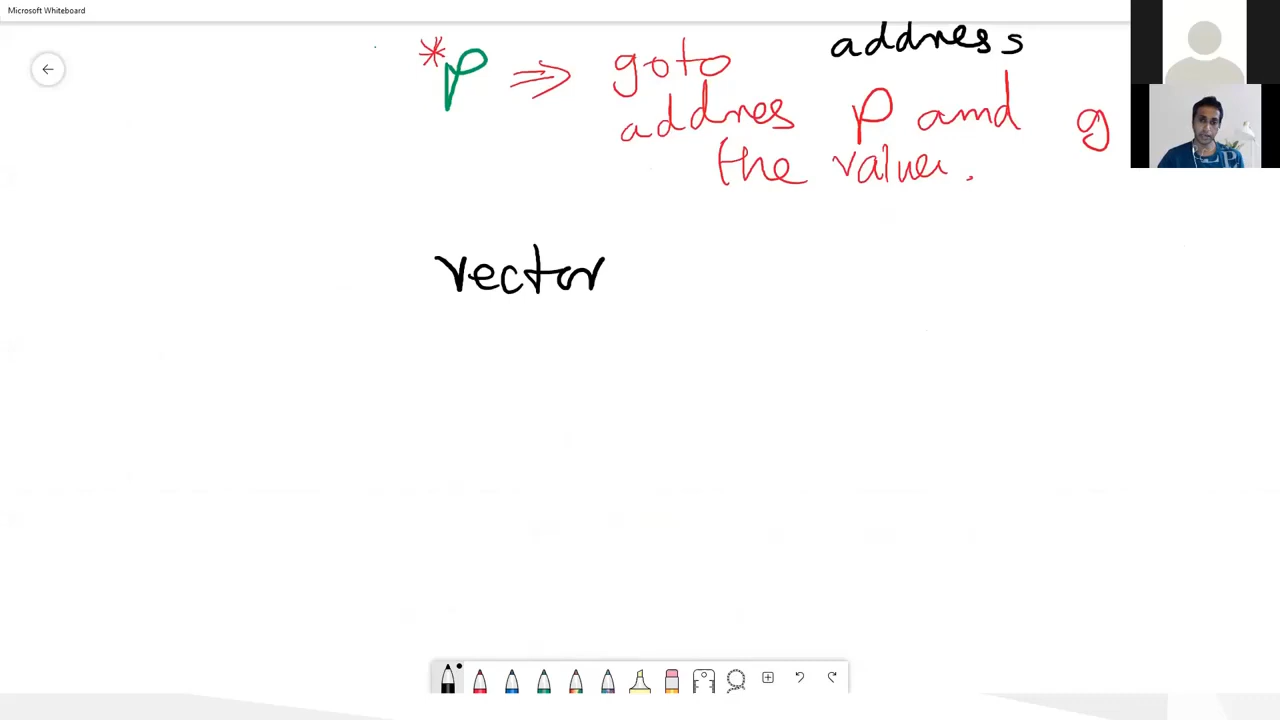 Microsoft Whiteboard
address
*p ⇒ goto
address P and g
the value.
vector